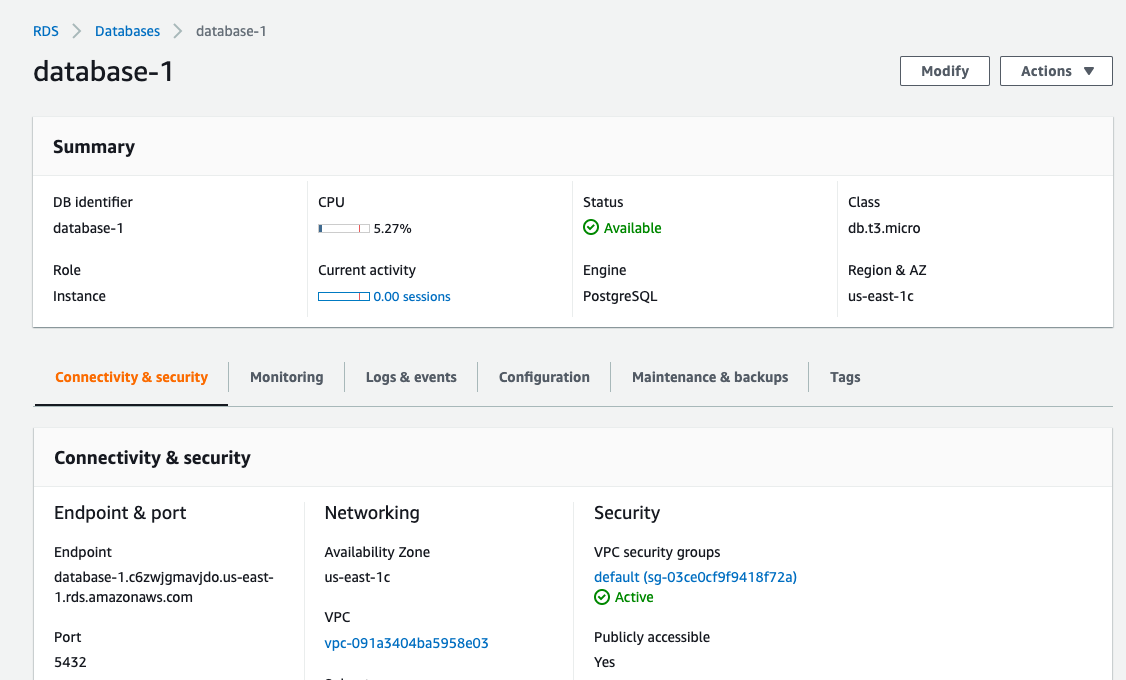 RDS > Databases > database-1
database-1
Modify
Actions ▼
Summary
DB identifier
database-1
CPU
5.27%
Status
Available
Class
db.t3.micro
Role
Instance
Current activity
0.00 sessions
Engine
PostgreSQL
Region & AZ
us-east-1c
Connectivity & security
Monitoring
Logs & events
Configuration
Maintenance & backups
Tags
Connectivity & security
Endpoint & port
Endpoint
database-1.c6zwjgmavjdo.us-east-
1.rds.amazonaws.com
Port
5432
Networking
Availability Zone
us-east-1c
VPC
vpc-091a3404ba5958e03
Security
VPC security groups
default (sg-03ce0cf9f9418f72a)
Active
Publicly accessible
Yes